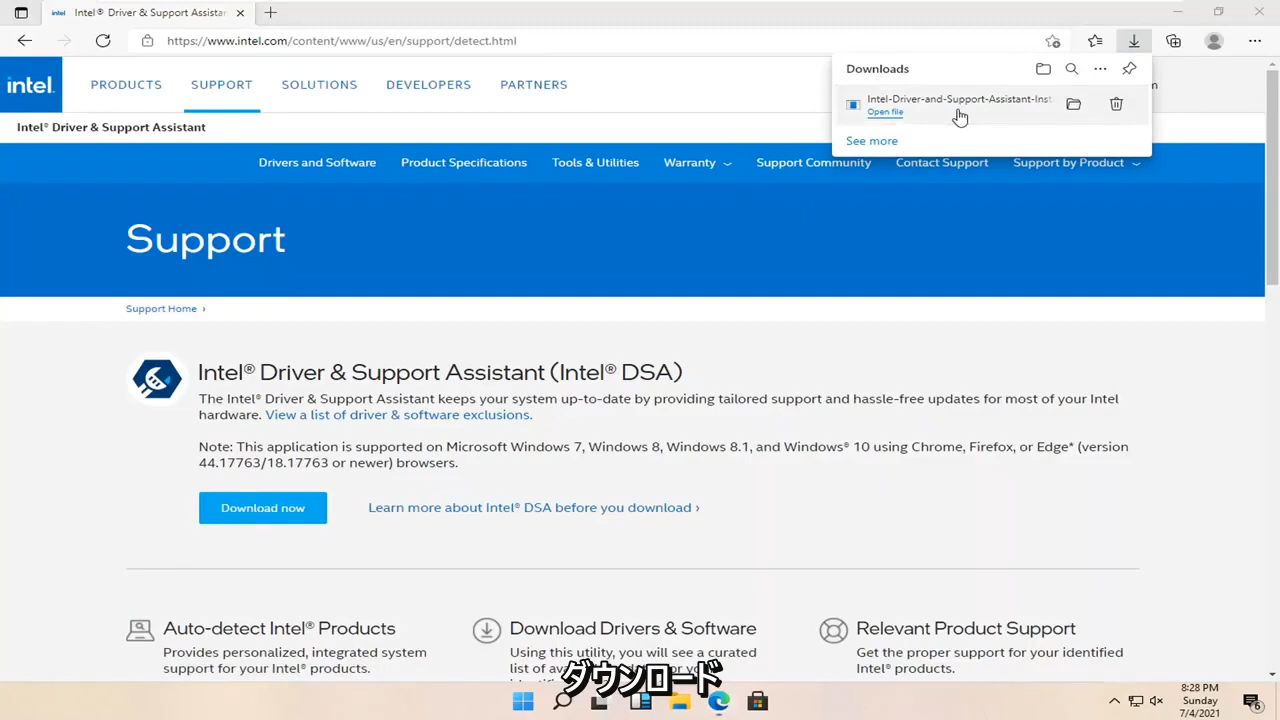 intel Intel® Driver & Support Assistan
https://www.intel.com/content/www/us/en/support/detect.html
Downloads
Intel-Driver-and-Support-Assistant-Inst
Open file
See more
intel.
PRODUCTS SUPPORT SOLUTIONS DEVELOPERS PARTNERS
Intel® Driver & Support Assistant
Drivers and Software Product Specifications Tools & Utilities Warranty Support Community Contact Support Support by Product
Support
Support Home ›
Intel® Driver & Support Assistant (Intel® DSA)
The Intel® Driver & Support Assistant keeps your system up-to-date by providing tailored support and hassle-free updates for most of your Intel
hardware. View a list of driver & software exclusions.
Note: This application is supported on Microsoft Windows 7, Windows 8, Windows 8.1, and Windows® 10 using Chrome, Firefox, or Edge* (version
44.17763/18.17763 or newer) browsers.
Download now Learn more about Intel® DSA before you download ›
Auto-detect Intel® Products
Provides personalized, integrated system
support for your Intel® products.
Download Drivers & Software
Using this utility, you will see a curated
list of
Relevant Product Support
Get the proper support for your identified
Intel® products.
ダウンロード
8:28 PM
Sunday
7/4/2021
6